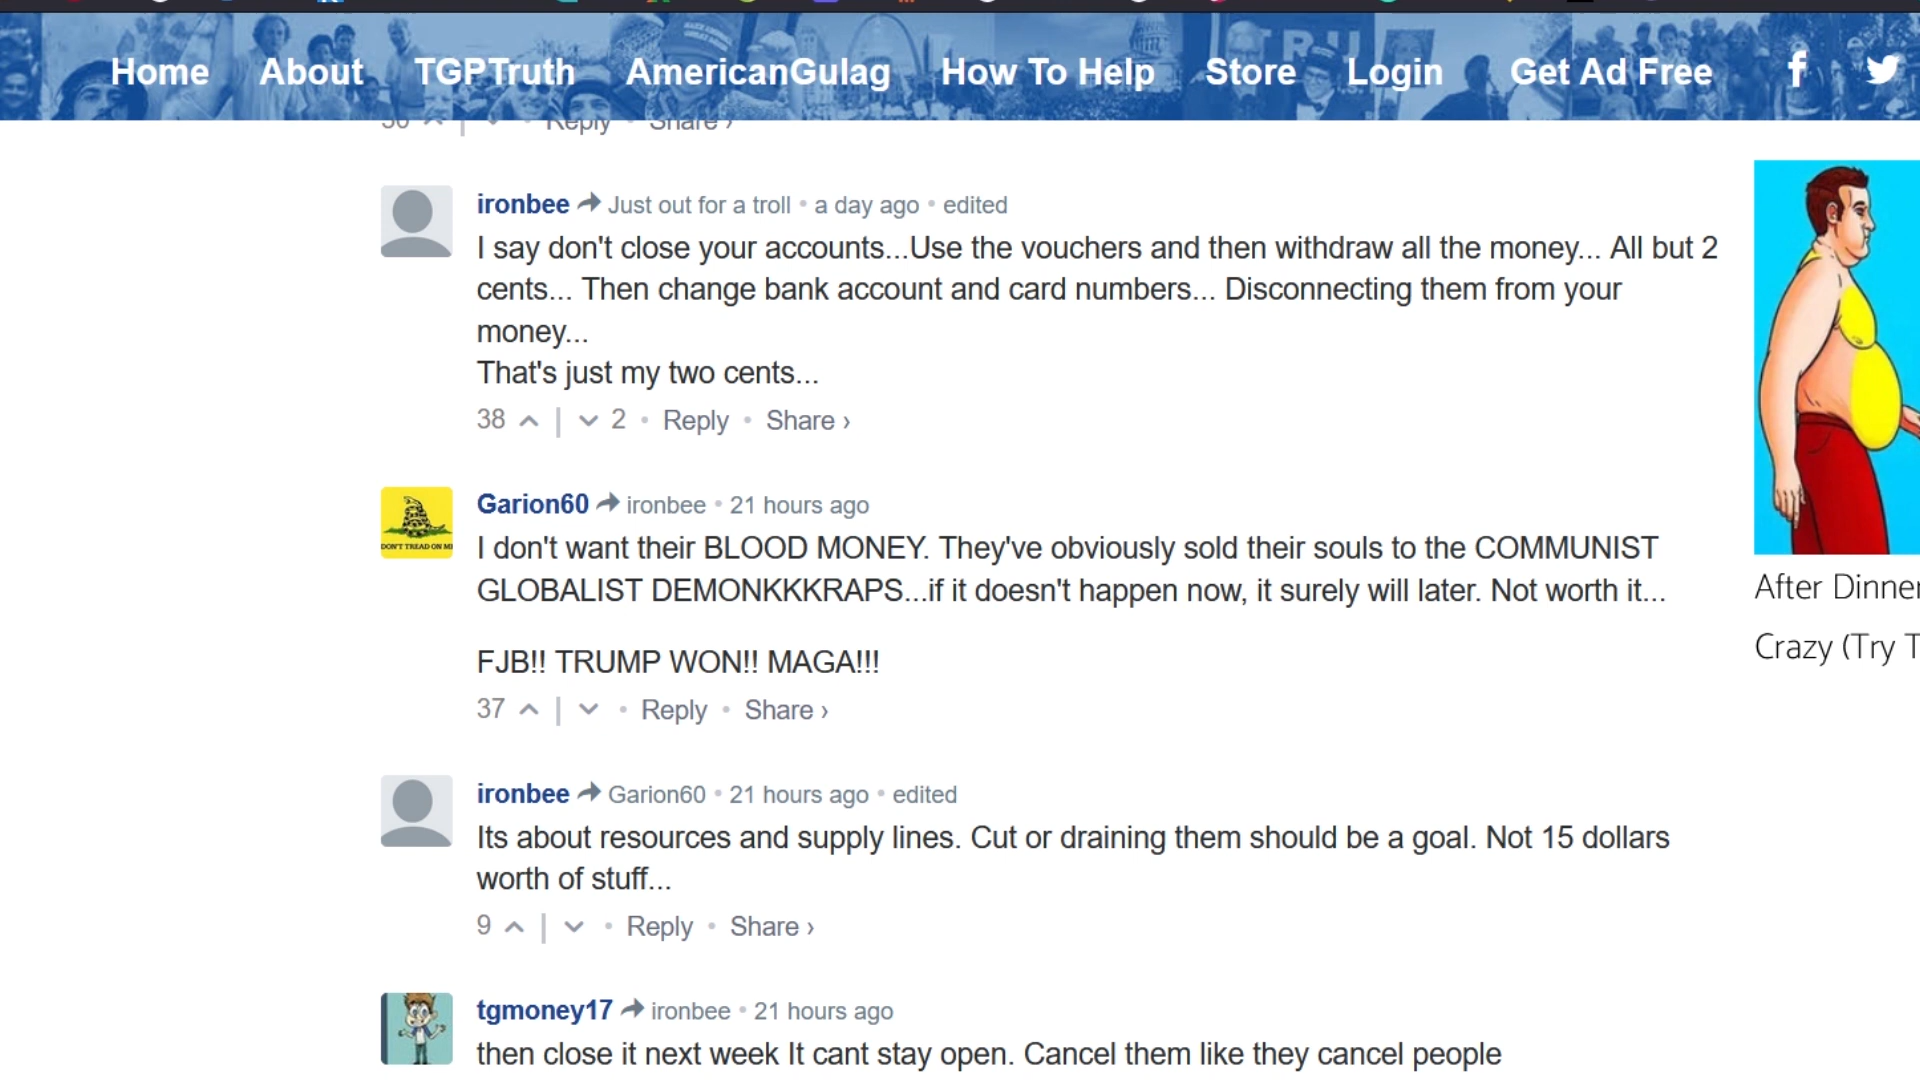 Home About TGPTruth AmericanGulag How To Help Store Login Get Ad Free
Reply Share ›
ironbee Just out for a troll • a day ago • edited
I say don't close your accounts...Use the vouchers and then withdraw all the money... All but 2
cents... Then change bank account and card numbers... Disconnecting them from your
money...
That's just my two cents...
38 | 2 • Reply • Share ›
DON'T TREAD ON ME
Garion60 ironbee • 21 hours ago
I don't want their BLOOD MONEY. They've obviously sold their souls to the COMMUNIST
GLOBALIST DEMONKKKRAPS...if it doesn't happen now, it surely will later. Not worth it...
FJB!! TRUMP WON!! MAGA!!!
37 | • Reply • Share ›
ironbee Garion60 • 21 hours ago • edited
Its about resources and supply lines. Cut or draining them should be a goal. Not 15 dollars
worth of stuff...
9 | • Reply • Share ›
tgmoney17 ironbee • 21 hours ago
then close it next week It cant stay open. Cancel them like they cancel people
After Dinner
Crazy (Try T